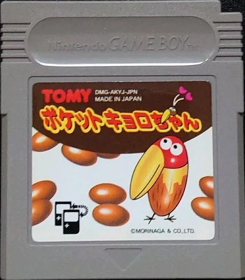 Nintendo GAME BOY™
TOMY
DMG-AKYJ-JPN
MADE IN JAPAN
ポケットキョロちゃん
©MORINAGA & CO.,LTD.